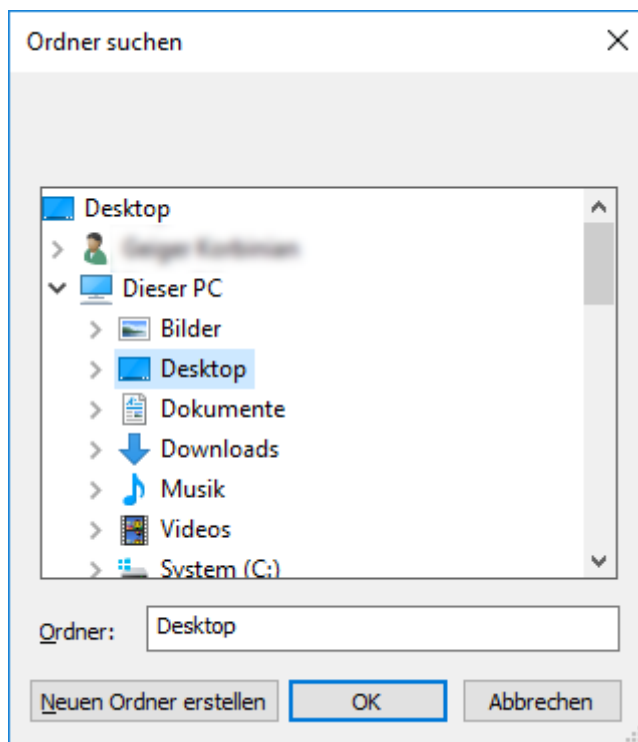 Ordner suchen
Desktop
Dieser PC
Bilder
Desktop
Dokumente
Downloads
Musik
Videos
System (C:)
Ordner: Desktop
Neuen Ordner erstellen OK Abbrechen